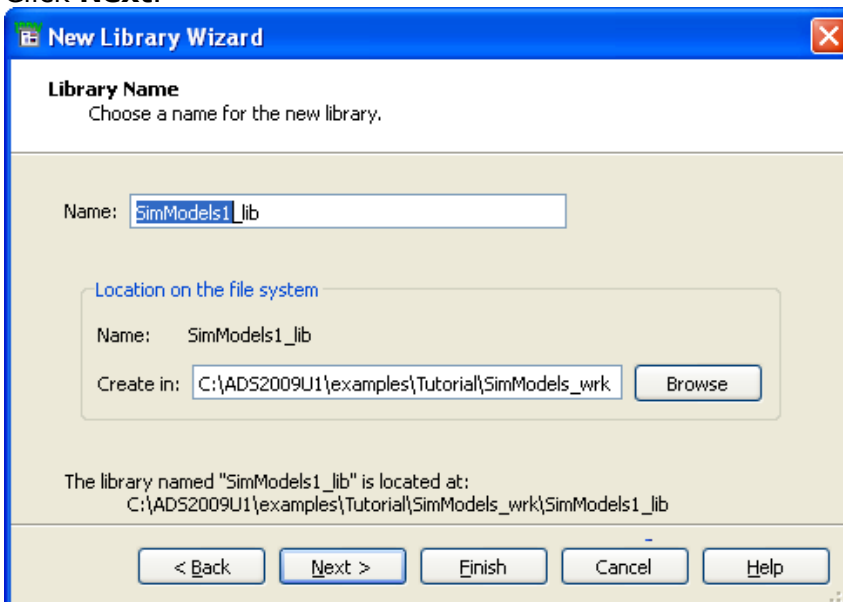 Click Next.
New Library Wizard
Library Name
Choose a name for the new library.
Name: SimModels1_lib
Location on the file system
Name: SimModels1_lib
Create in: C:\ADS2009U1\examples\Tutorial\SimModels_wrk Browse
The library named "SimModels1_lib" is located at:
C:\ADS2009U1\examples\Tutorial\SimModels_wrk\SimModels1_lib
< Back Next > Finish Cancel Help